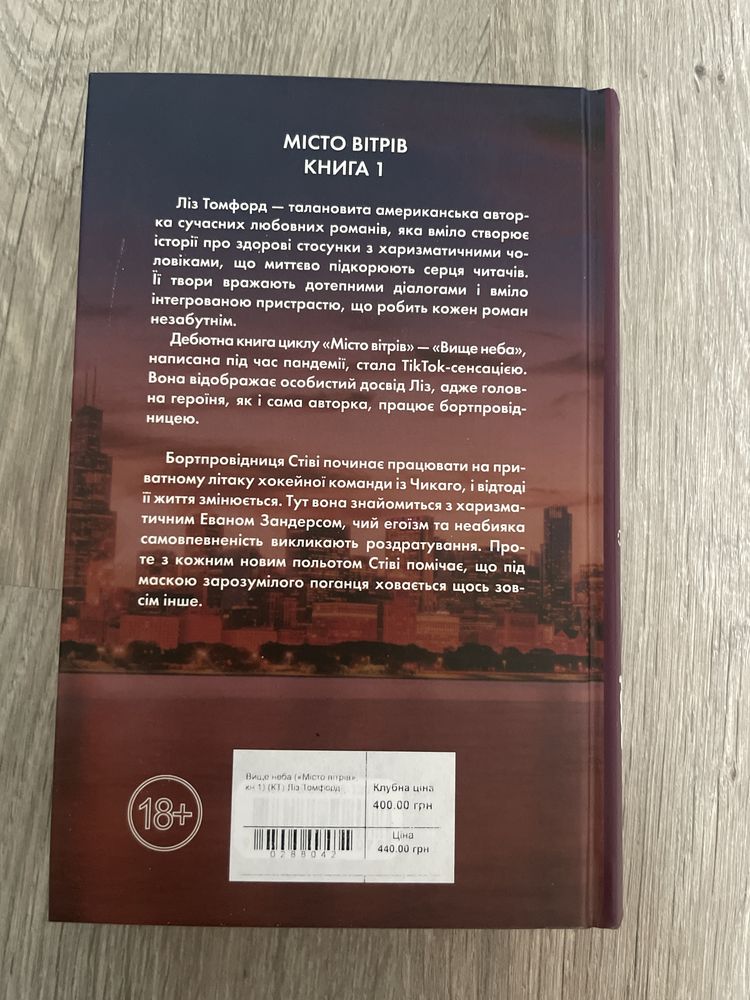 МІСТО ВІТРІВ
КНИГА 1
Ліз Томфорд — талановита американська автор-
ка сучасних любовних романів, яка вміло створює
історії про здорові стосунки з харизматичними чо-
ловіками, що миттєво підкорюють серця читачів.
Її твори вражають дотепними діалогами і вміло
інтегрованою пристрастю, що робить кожен роман
незабутнім.
Дебютна книга циклу «Місто вітрів» — «Вище неба»,
написана під час пандемії, стала TikTok-сенсацією.
Вона відображає особистий досвід Ліз, адже голов-
на героїня, як і сама авторка, працює бортпровід-
ницею.
Бортпровідниця Стіві починає працювати на при-
ватному літаку хокейної команди із Чикаго, і відтоді
її життя змінюється. Тут вона знайомиться з харизма-
тичним Еваном Зандерсом, чий егоїзм та неабияка
самовпевненість викликають роздратування. Про-
те з кожним новим польотом Стіві помічає, що під
маскою зарозумілого поганця ховається щось зов-
сім інше.
18+
Вище неба («Місто вітрів»
кн 1) (КТ) Ліз Томфорд
0288042
Клубна ціна
400.00 грн
Ціна
440.00 грн